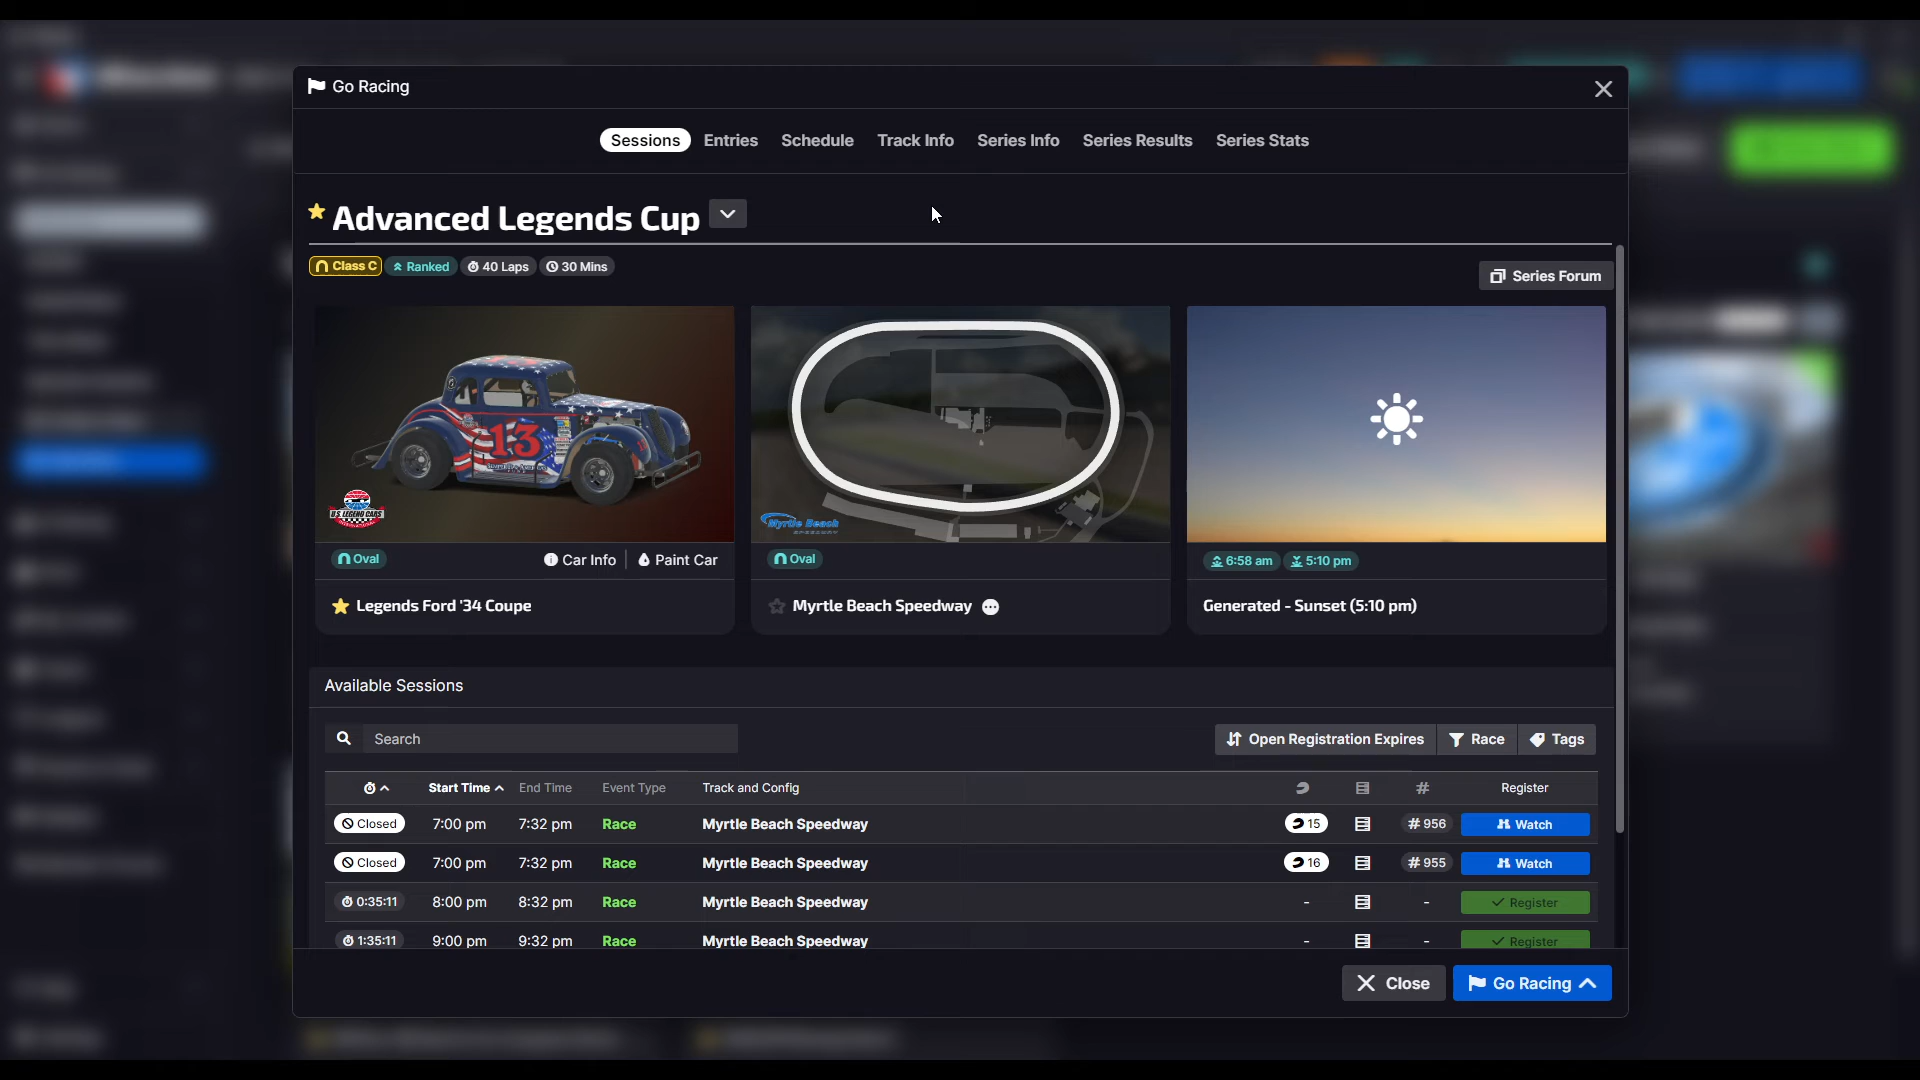 Go Racing
Sessions Entries Schedule Track Info Series Info Series Results Series Stats
Advanced Legends Cup
Class C Ranked 40 Laps 30 Mins
Series Forum
13
U.S. LEGEND CARS
Myrtle Beach
SPEEDWAY
Oval Car Info Paint Car
Oval
6:58 am 5:10 pm
Legends Ford '34 Coupe
Myrtle Beach Speedway
Generated - Sunset (5:10 pm)
Available Sessions
Search
Open Registration Expires Race Tags
Start Time End Time Event Type Track and Config # Register
Closed 7:00 pm 7:32 pm Race Myrtle Beach Speedway 15 #956 Watch
Closed 7:00 pm 7:32 pm Race Myrtle Beach Speedway 16 #955 Watch
0:35:11 8:00 pm 8:32 pm Race Myrtle Beach Speedway - - Register
1:35:11 9:00 pm 9:32 pm Race Myrtle Beach Speedway - - Register
Close Go Racing